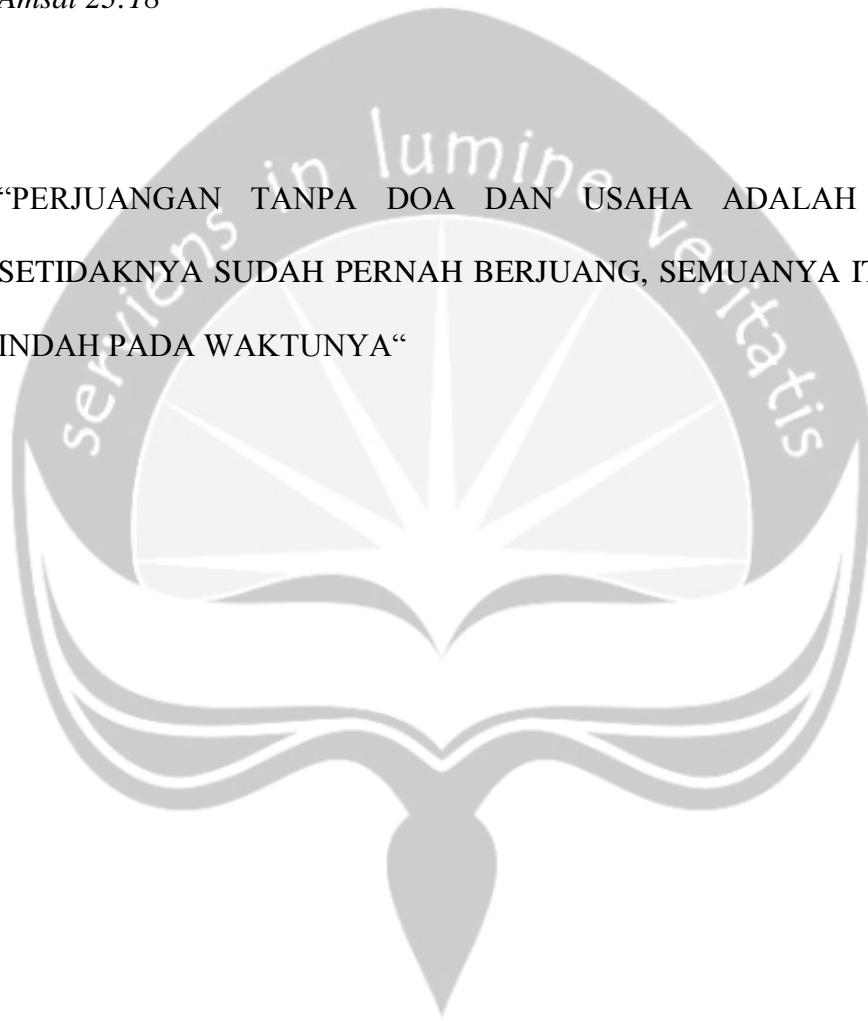 Amsal 23:18
serviens in lumine veritatis
“PERJUANGAN TANPA DOA DAN USAHA ADALAH
SETIDAKNYA SUDAH PERNAH BERJUANG, SEMUANYA
INDAH PADA WAKTUNYA“